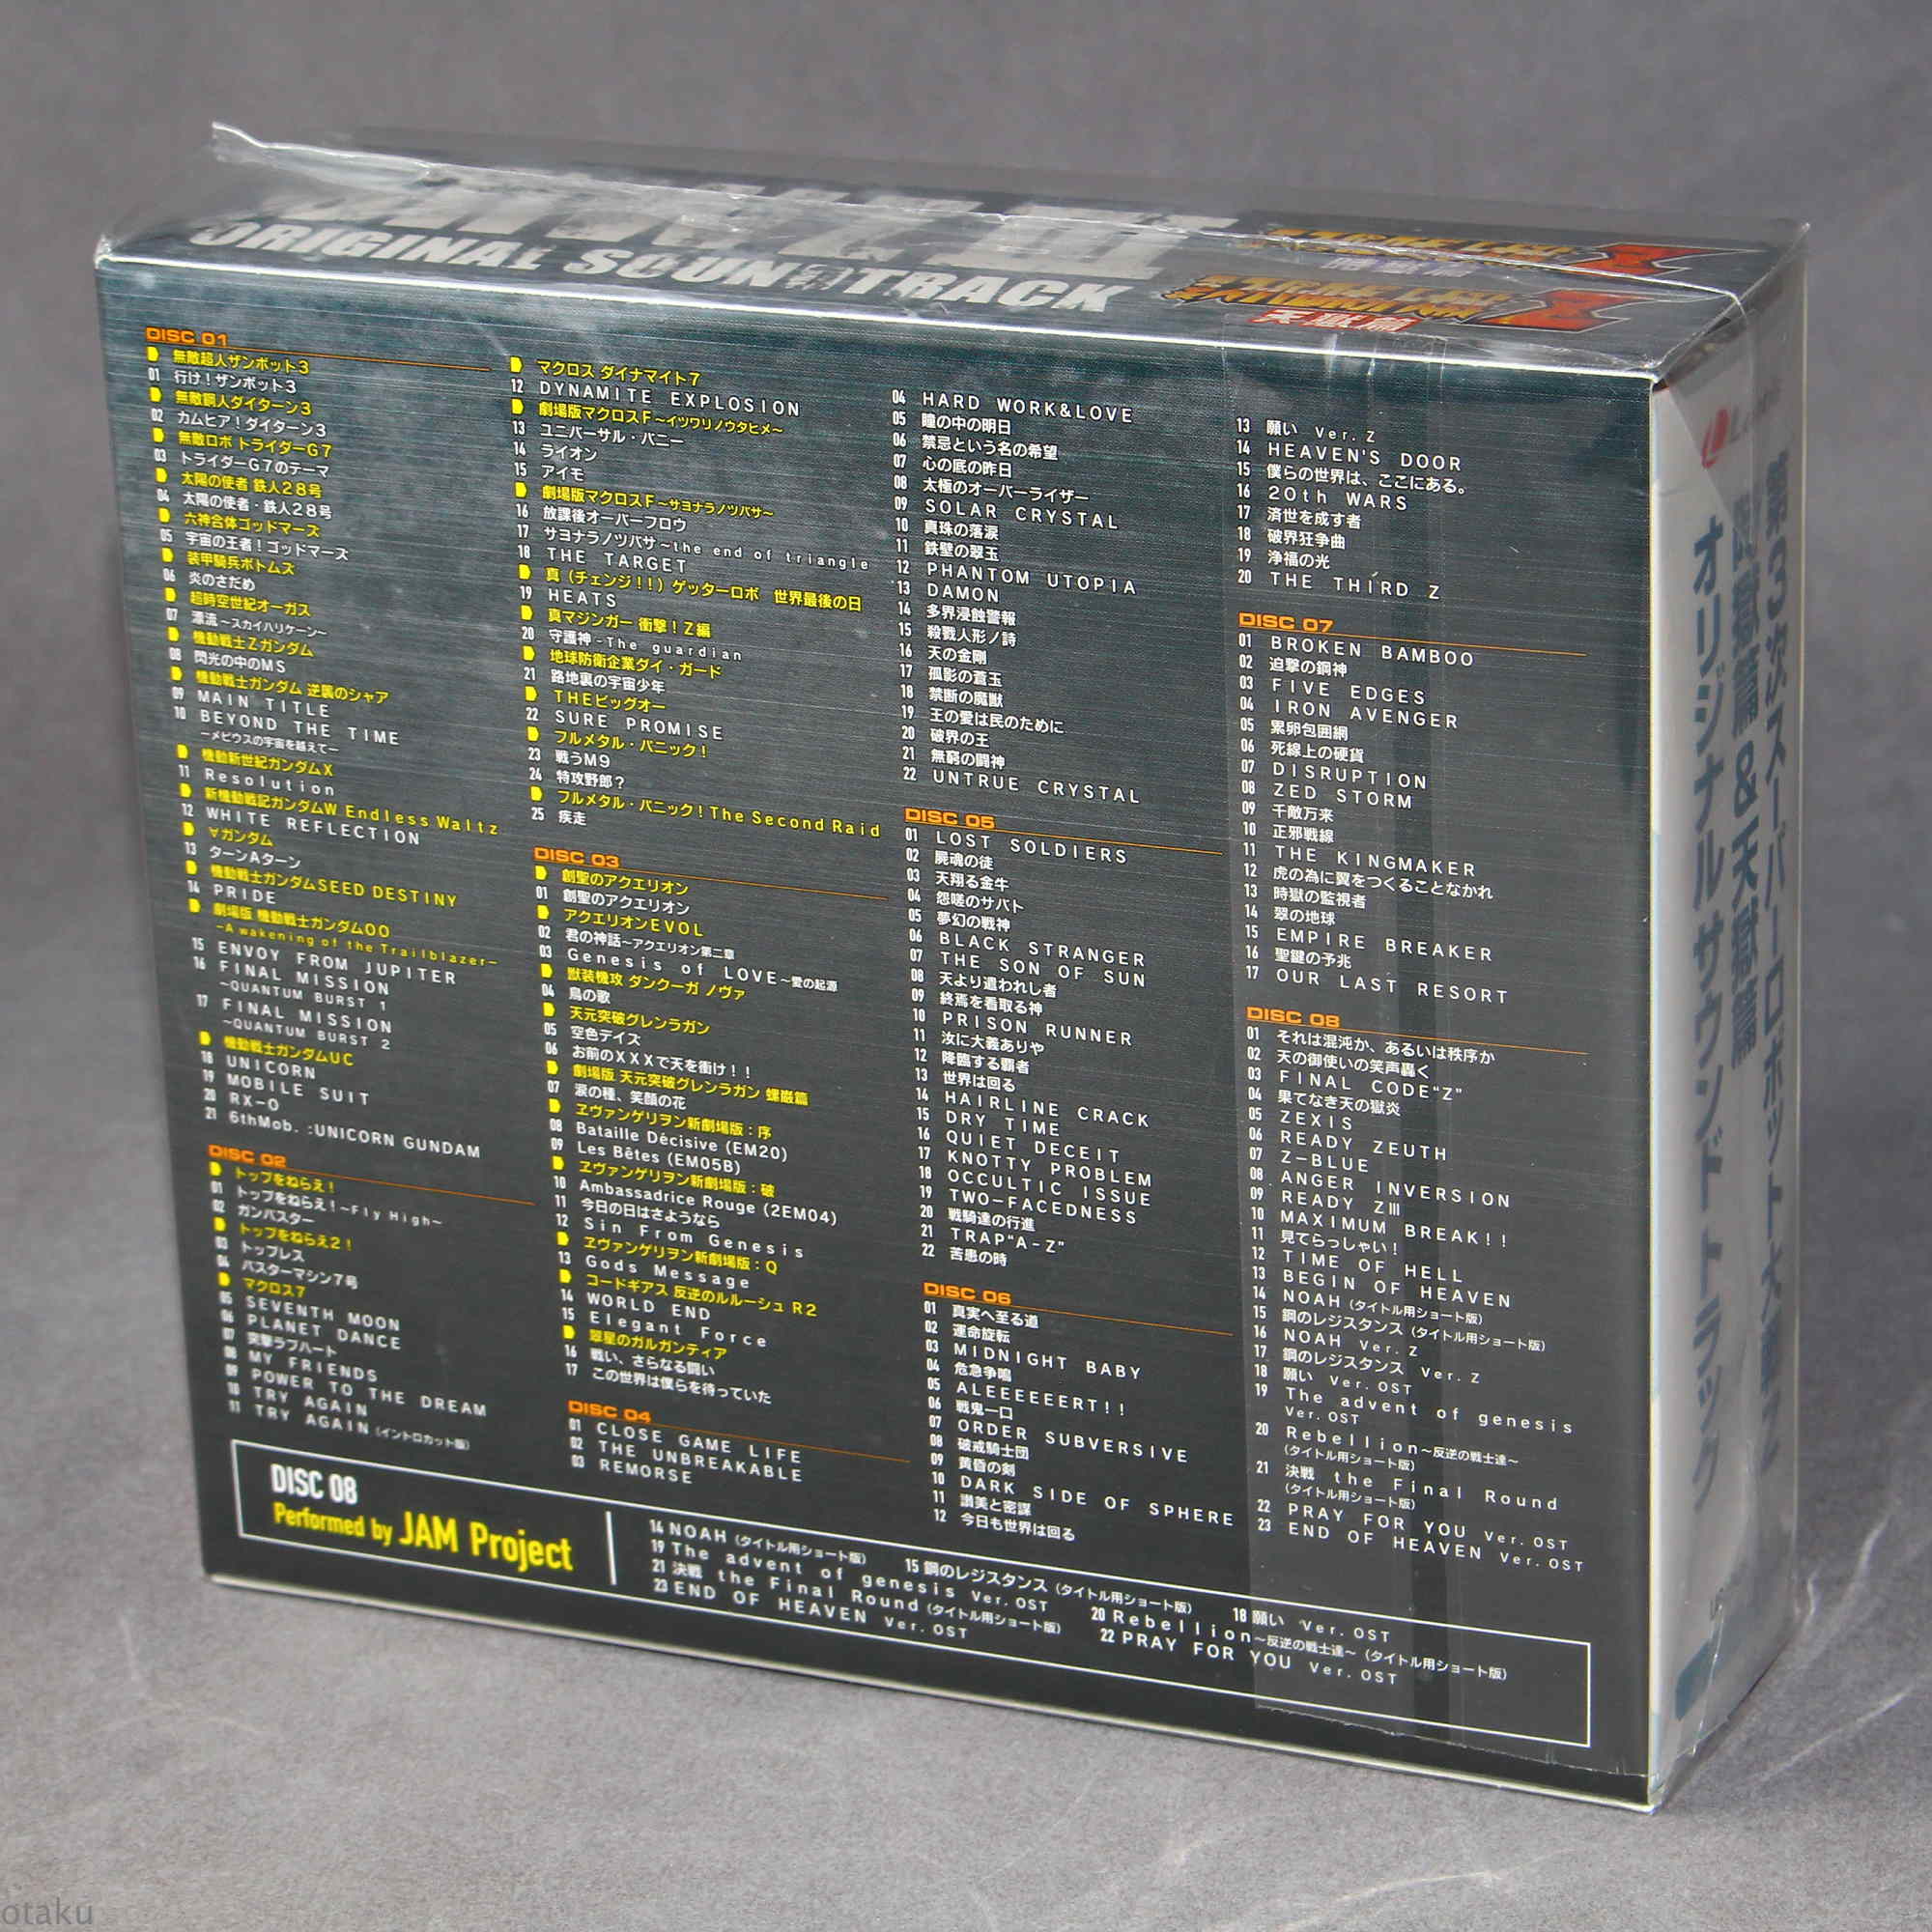 ORIGINAL SOUNDTRACK
天獄篇
DISC 01
無敵超人ザンボット3
01 行け!ザンボット3
無敵鋼人ダイターン3
02 カムヒア!ダイターン3
無敵ロボ トライダーG7
03 トライダーG7のテーマ
太陽の使者 鉄人28号
04 太陽の使者・鉄人28号
六神合体ゴッドマーズ
05 宇宙の王者!ゴッドマーズ
装甲騎兵ボトムズ
06 炎のさだめ
超時空世紀オーガス
07 漂流~スカイハリケーン~
機動戦士Zガンダム
08 閃光の中のMS
機動戦士ガンダム 逆襲のシャア
09 MAIN TITLE
10 BEYOND THE TIME
ーメビウスの宇宙を越えてー
機動新世紀ガンダムX
11 Resolution
新機動戦記ガンダムW Endless Waltz
12 WHITE REFLECTION
∀ガンダム
13 ターンAターン
機動戦士ガンダムSEED DESTINY
14 PRIDE
劇場版 機動戦士ガンダムOO
-A wakening of the Trailblazer-
15 ENVOY FROM JUPITER
16 FINAL MISSION
~QUANTUM BURST 1
17 FINAL MISSION
~QUANTUM BURST 2
機動戦士ガンダムUC
18 UNICORN
19 MOBILE SUIT
20 RX-0
21 6thMob. :UNICORN GUNDAM
DISC 02
トップをねらえ!
01 トップをねらえ!~Fly High~
02 ガンバスター
トップをねらえ2!
03 トップレス
04 バスターマシン7号
マクロス7
05 SEVENTH MOON
06 PLANET DANCE
07 突撃ラブハート
08 MY FRIENDS
09 POWER TO THE DREAM
10 TRY AGAIN
11 TRY AGAIN (イントロカット版)
マクロス ダイナマイト7
12 DYNAMITE EXPLOSION
劇場版マクロスF~イツワリノウタヒメ~
13 ユニバーサル・バニー
14 ライオン
15 アイモ
劇場版マクロスF~サヨナラノツバサ~
16 放課後オーバーフロウ
17 サヨナラノツバサ~the end of triangle
18 THE TARGET
真(チェンジ!!)ゲッターロボ 世界最後の日
19 HEATS
真マジンガー 衝撃!Z編
20 守護神-The guardian
地球防衛企業ダイ・ガード
21 路地裏の宇宙少年
THEビッグオー
22 SURE PROMISE
フルメタル・パニック!
23 戦うM9
24 特攻野郎?
フルメタル・パニック!The Second Raid
25 疾走
DISC 03
創聖のアクエリオン
01 創聖のアクエリオン
アクエリオンEVOL
02 君の神話~アクエリオン第二章
03 Genesis of LOVE~愛の起源
獣装機攻 ダンクーガ ノヴァ
04 鳥の歌
天元突破グレンラガン
05 空色デイズ
06 お前のXXXで天を衝け!!
劇場版 天元突破グレンラガン 螺巌篇
07 涙の種、笑顔の花
ヱヴァンゲリヲン新劇場版:序
08 Bataille Décisive (EM20)
09 Les Bêtes (EM05B)
ヱヴァンゲリヲン新劇場版:破
10 Ambassadrice Rouge (2EM04)
11 今日の日はさようなら
12 Sin From Genesis
ヱヴァンゲリヲン新劇場版:Q
13 Gods Message
コードギアス 反逆のルルーシュ R2
14 WORLD END
15 Elegant Force
翠星のガルガンティア
16 戦い、さらなる闘い
17 この世界は僕らを待っていた
DISC 04
01 CLOSE GAME LIFE
02 THE UNBREAKABLE
03 REMORSE
04 HARD WORK&LOVE
05 瞳の中の明日
06 禁忌という名の希望
07 心の底の昨日
08 太極のオーバーライザー
09 SOLAR CRYSTAL
10 真珠の落涙
11 鉄壁の翠玉
12 PHANTOM UTOPIA
13 DAMON
14 多界浸蝕警報
15 殺戮人形ノ詩
16 天の金剛
17 孤影の蒼玉
18 禁断の魔獣
19 王の愛は民のために
20 破界の王
21 無窮の闘神
22 UNTRUE CRYSTAL
DISC 05
01 LOST SOLDIERS
02 屍魂の徒
03 天翔る金牛
04 怨嗟のサバト
05 夢幻の戦神
06 BLACK STRANGER
07 THE SON OF SUN
08 天より遣われし者
09 終焉を看取る神
10 PRISON RUNNER
11 汝に大義ありや
12 降臨する覇者
13 世界は回る
14 HAIRLINE CRACK
15 DRY TIME
16 QUIET DECEIT
17 KNOTTY PROBLEM
18 OCCULTIC ISSUE
19 TWO-FACEDNESS
20 戦騎達の行進
21 TRAP"A-Z"
22 苦患の時
DISC 06
01 真実へ至る道
02 運命旋転
03 MIDNIGHT BABY
04 危急争鳴
05 ALEEEEEERT!!
06 戦鬼一口
07 ORDER SUBVERSIVE
08 破戒騎士団
09 黄昏の剣
10 DARK SIDE OF SPHERE
11 讃美と密謀
12 今日も世界は回る
13 願い Ver.Z
14 HEAVEN'S DOOR
15 僕らの世界は、ここにある。
16 20th WARS
17 済世を成す者
18 破界狂争曲
19 浄福の光
20 THE THIRD Z
DISC 07
01 BROKEN BAMBOO
02 迫撃の鋼神
03 FIVE EDGES
04 IRON AVENGER
05 累卵包囲網
06 死線上の硬貨
07 DISRUPTION
08 ZED STORM
09 千敵万来
10 正邪戦線
11 THE KINGMAKER
12 虎の為に翼をつくることなかれ
13 時獄の監視者
14 翠の地球
15 EMPIRE BREAKER
16 聖鍵の予兆
17 OUR LAST RESORT
DISC 08
01 それは混沌か、あるいは秩序か
02 天の御使いの笑声轟く
03 FINAL CODE"Z"
04 果てなき天の獄炎
05 ZEXIS
06 READY ZEUTH
07 Z-BLUE
08 ANGER INVERSION
09 READY ZⅢ
10 MAXIMUM BREAK!!
11 見てらっしゃい!
12 TIME OF HELL
13 BEGIN OF HEAVEN
14 NOAH (タイトル用ショート版)
15 鋼のレジスタンス (タイトル用ショート版)
16 NOAH Ver. Z
17 鋼のレジスタンス Ver. Z
18 願い Ver. OST
19 The advent of genesis
Ver. OST
20 Rebellion~反逆の戦士達~
(タイトル用ショート版)
21 決戦 the Final Round
(タイトル用ショート版)
22 PRAY FOR YOU Ver. OST
23 END OF HEAVEN Ver. OST
DISC 08
Performed by JAM Project
14 NOAH (タイトル用ショート版) 15 鋼のレジスタンス (タイトル用ショート版) 18 願い Ver. OST
19 The advent of genesis Ver. OST 20 Rebellion~反逆の戦士達~ (タイトル用ショート版)
21 決戦 the Final Round (タイトル用ショート版) 22 PRAY FOR YOU Ver. OST
23 END OF HEAVEN Ver. OST
第3次スーパーロボット大戦Z
時獄篇&天獄篇
オリジナルサウンドトラック
otaku